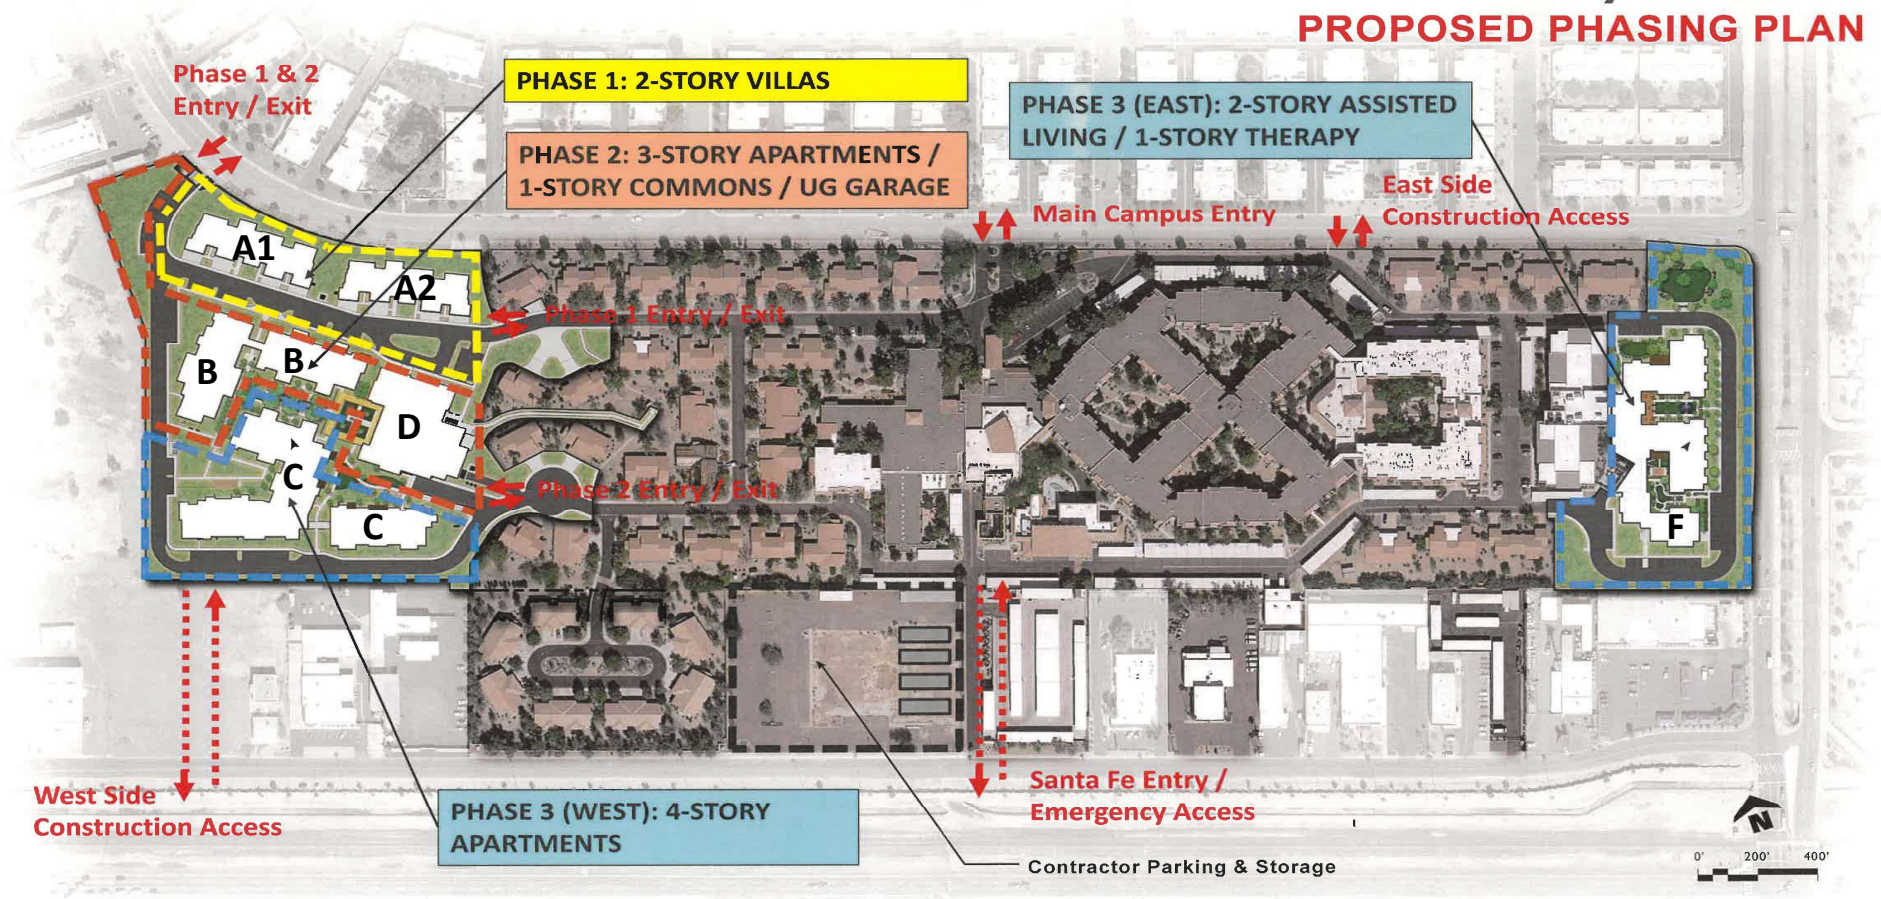 PROPOSED PHASING PLAN
Phase 1 & 2
Entry / Exit
PHASE 1: 2-STORY VILLAS
PHASE 2: 3-STORY APARTMENTS /
1-STORY COMMONS / UG GARAGE
PHASE 3 (EAST): 2-STORY ASSISTED
LIVING / 1-STORY THERAPY
East Side
Construction Access
Main Campus Entry
A1
A2
Phase 1 Entry / Exit
B
B
D
C
C
Phase 2 Entry / Exit
F
West Side
Construction Access
PHASE 3 (WEST): 4-STORY
APARTMENTS
Santa Fe Entry /
Emergency Access
Contractor Parking & Storage
N
0'
200'
400'